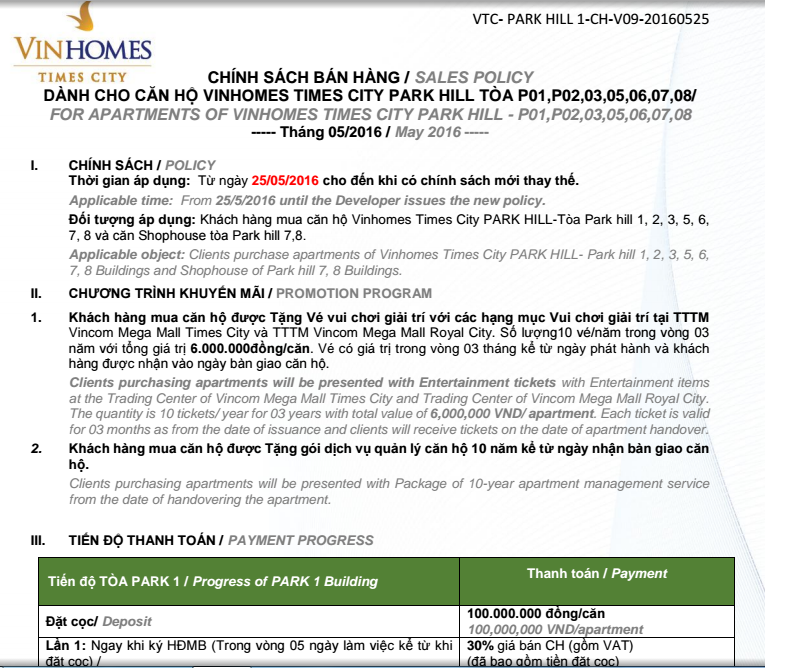 VTC- PARK HILL 1-CH-V09-20160525
VINHOMES
TIMES CITY
CHÍNH SÁCH BÁN HÀNG / SALES POLICY
DÀNH CHO CĂN HỘ VINHOMES TIMES CITY PARK HILL TÒA P01,P02,03,05,06,07,08/
FOR APARTMENTS OF VINHOMES TIMES CITY PARK HILL - P01,P02,03,05,06,07,08
----- Tháng 05/2016 / May 2016 -----
I. CHÍNH SÁCH / POLICY
Thời gian áp dụng: Từ ngày 25/05/2016 cho đến khi có chính sách mới thay thế.
Applicable time: From 25/5/2016 until the Developer issues the new policy.
Đối tượng áp dụng: Khách hàng mua căn hộ Vinhomes Times City PARK HILL-Tòa Park hill 1, 2, 3, 5, 6,
7, 8 và căn Shophouse tòa Park hill 7,8.
Applicable object: Clients purchase apartments of Vinhomes Times City PARK HILL- Park hill 1, 2, 3, 5, 6,
7, 8 Buildings and Shophouse of Park hill 7, 8 Buildings.
II. CHƯƠNG TRÌNH KHUYẾN MÃI / PROMOTION PROGRAM
1. Khách hàng mua căn hộ được Tặng Vé vui chơi giải trí với các hạng mục Vui chơi giải trí tại TTTM
Vincom Mega Mall Times City và TTTM Vincom Mega Mall Royal City. Số lượng10 vé/năm trong vòng 03
năm với tổng giá trị 6.000.000đồng/căn. Vé có giá trị trong vòng 03 tháng kể từ ngày phát hành và khách
hàng được nhận vào ngày bàn giao căn hộ.
Clients purchasing apartments will be presented with Entertainment tickets with Entertainment items
at the Trading Center of Vincom Mega Mall Times City and Trading Center of Vincom Mega Mall Royal City.
The quantity is 10 tickets/ year for 03 years with total value of 6,000,000 VND/ apartment. Each ticket is valid
for 03 months as from the date of issuance and clients will receive tickets on the date of apartment handover.
2. Khách hàng mua căn hộ được Tặng gói dịch vụ quản lý căn hộ 10 năm kể từ ngày nhận bàn giao căn
hộ.
Clients purchasing apartments will be presented with Package of 10-year apartment management service
from the date of handovering the apartment.
III. TIẾN ĐỘ THANH TOÁN / PAYMENT PROGRESS
Tiến độ TÒA PARK 1 / Progress of PARK 1 Building
Thanh toán / Payment
Đặt cọc/ Deposit
100.000.000 đồng/căn
100,000,000 VND/apartment
Lần 1: Ngay khi ký HĐMB (Trong vòng 05 ngày làm việc kể từ khi
đặt cọc) /
30% giá bán CH (gồm VAT)
(đã bao gồm tiền đặt cọc)